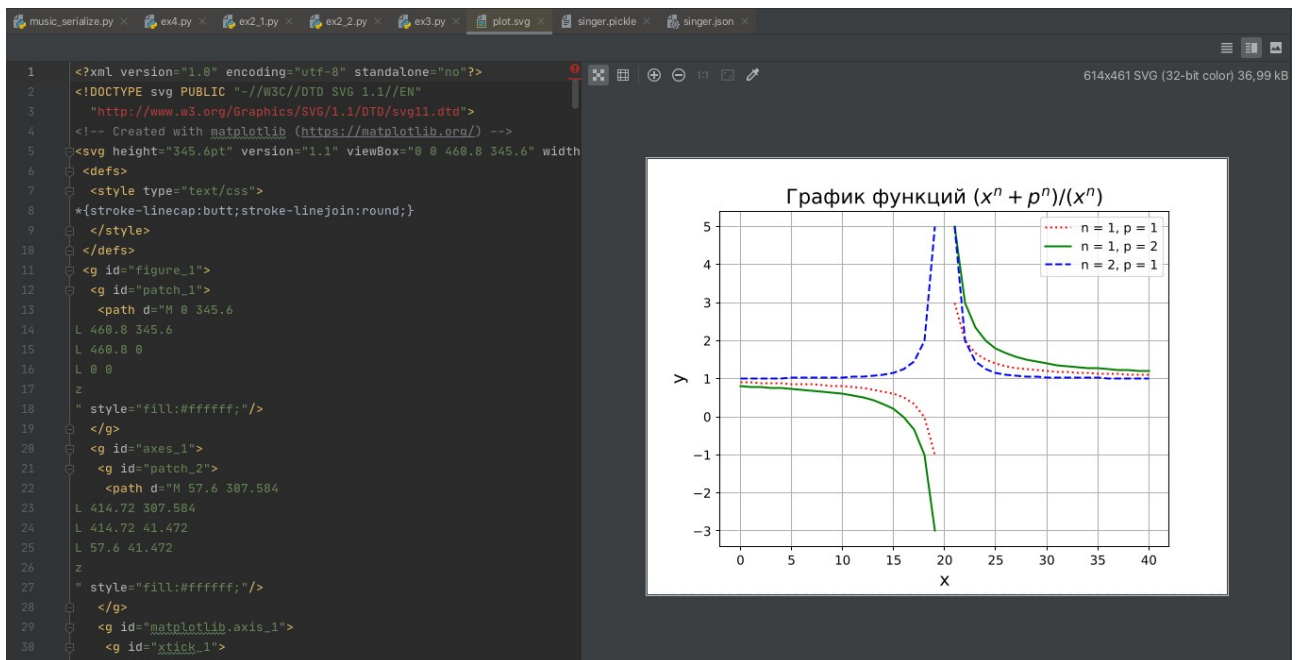 music_serialize.py ex4.py ex2_1.py ex2_2.py ex3.py plot.svg singer.pickle singer.json
1:1 614x461 SVG (32-bit color) 36,99 kB
1 <?xml version="1.0" encoding="utf-8" standalone="no"?>
2 <!DOCTYPE svg PUBLIC "-//W3C//DTD SVG 1.1//EN"
3 "http://www.w3.org/Graphics/SVG/1.1/DTD/svg11.dtd">
4 <!-- Created with matplotlib (https://matplotlib.org/) -->
5 <svg height="345.6pt" version="1.1" viewBox="0 0 460.8 345.6" width
6 <defs>
7 <style type="text/css">
8 *{stroke-linecap:butt;stroke-linejoin:round;}
9 </style>
10 </defs>
11 <g id="figure_1">
12 <g id="patch_1">
13 <path d="M 0 345.6
14 L 460.8 345.6
15 L 460.8 0
16 L 0 0
17 z
18 " style="fill:#ffffff;"/>
19 </g>
20 <g id="axes_1">
21 <g id="patch_2">
22 <path d="M 57.6 307.584
23 L 414.72 307.584
24 L 414.72 41.472
25 L 57.6 41.472
26 z
27 " style="fill:#ffffff;"/>
28 </g>
29 <g id="matplotlib.axis_1">
30 <g id="xtick_1">
График функций (xⁿ + pⁿ)/(xⁿ)
n = 1, p = 1
n = 1, p = 2
n = 2, p = 1
5
4
3
2
1
0
−1
−2
−3
y
0 5 10 15 20 25 30 35 40
x